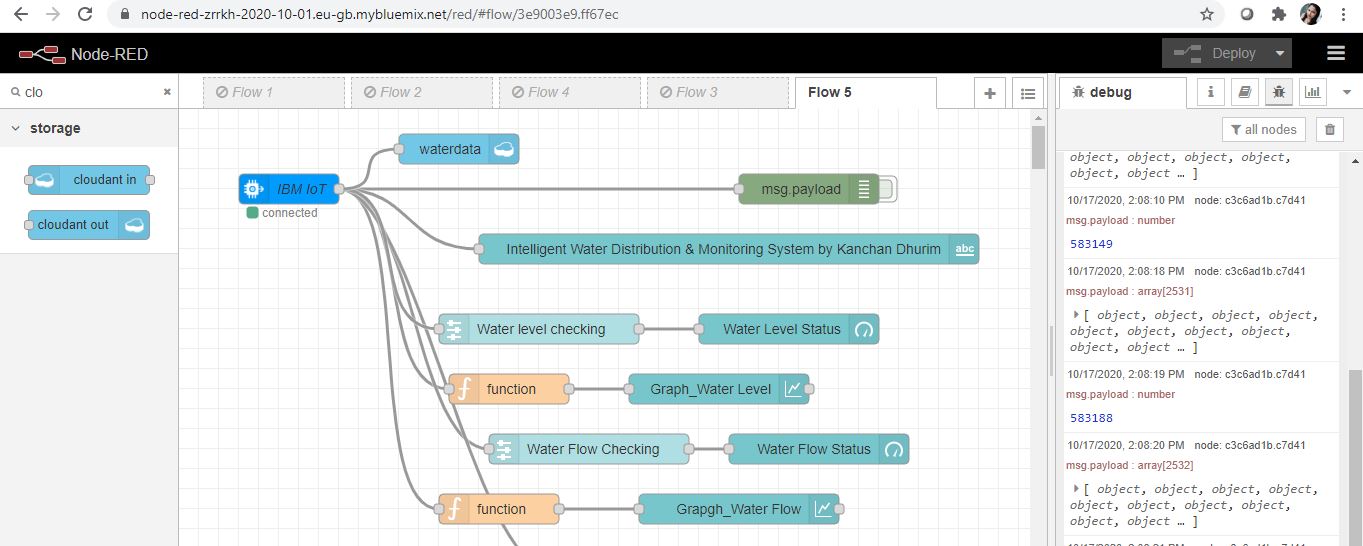 node-red-zrrkh-2020-10-01.eu-gb.mybluemix.net/red/#flow/3e9003e9.ff67ec
Node-RED
Deploy
clo
storage
cloudant in
cloudant out
Flow 1
Flow 2
Flow 4
Flow 3
Flow 5
waterdata
IBM IoT
connected
msg.payload
Intelligent Water Distribution & Monitoring System by Kanchan Dhurim
abc
Water level checking
Water Level Status
function
Graph_Water Level
Water Flow Checking
Water Flow Status
function
Grapgh_Water Flow
debug
i
all nodes
object, object, object, object,
object, object … ]
10/17/2020, 2:08:10 PM node: c3c6ad1b.c7d41
msg.payload : number
583149
10/17/2020, 2:08:18 PM node: c3c6ad1b.c7d41
msg.payload : array[2531]
[ object, object, object, object,
object, object, object, object,
object, object … ]
10/17/2020, 2:08:19 PM node: c3c6ad1b.c7d41
msg.payload : number
583188
10/17/2020, 2:08:20 PM node: c3c6ad1b.c7d41
msg.payload : array[2532]
[ object, object, object, object,
object, object, object, object,
object, object … ]